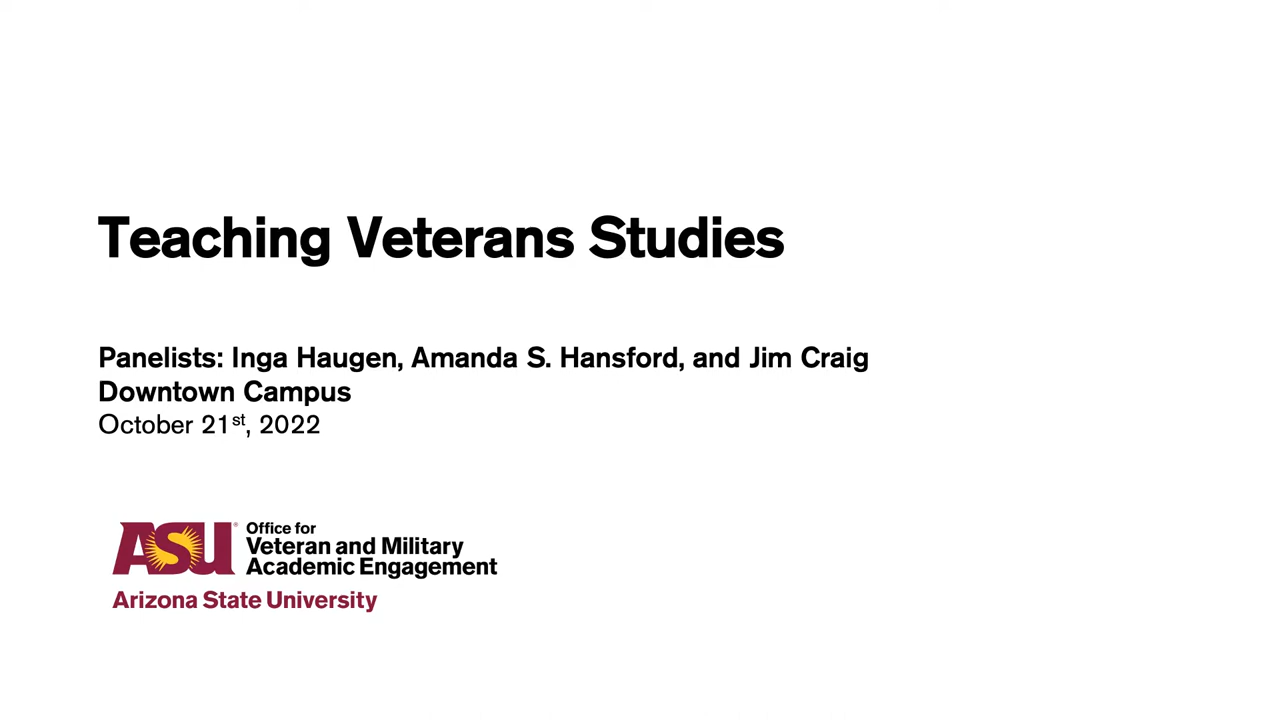 Teaching Veterans Studies
Panelists: Inga Haugen, Amanda S. Hansford, and Jim Craig
Downtown Campus
October 21st, 2022
ASU® Office for
Veteran and Military
Academic Engagement
Arizona State University